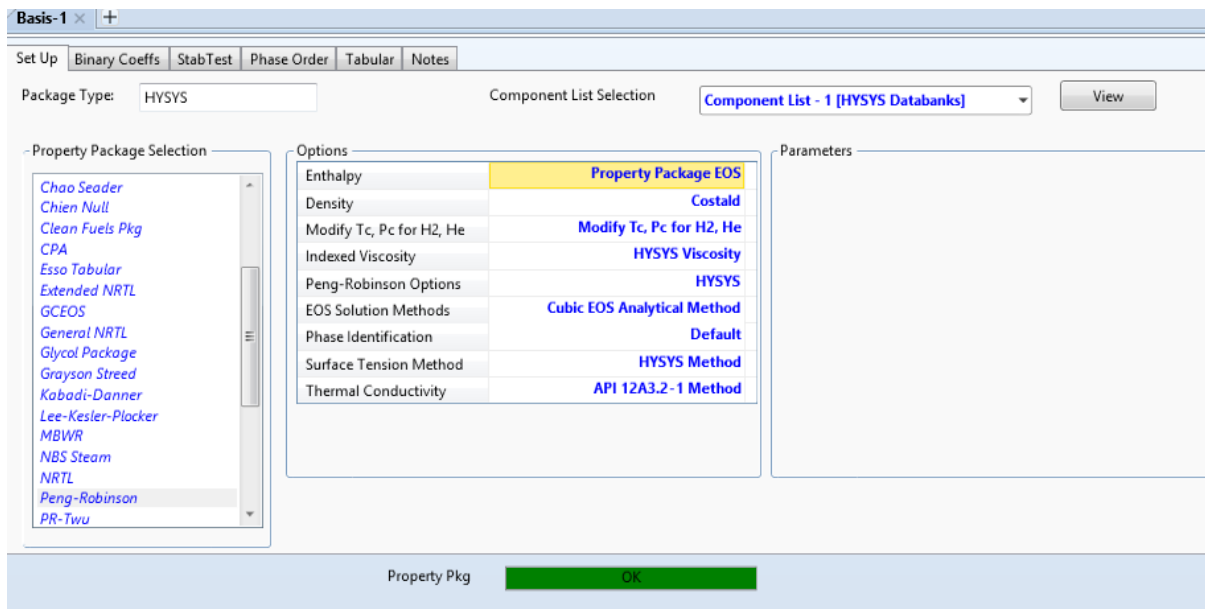 Basis-1 × +
Set Up Binary Coeffs StabTest Phase Order Tabular Notes
Package Type: HYSYS Component List Selection Component List - 1 [HYSYS Databanks] View
Property Package Selection
Chao Seader
Chien Null
Clean Fuels Pkg
CPA
Esso Tabular
Extended NRTL
GCEOS
General NRTL
Glycol Package
Grayson Streed
Kabadi-Danner
Lee-Kesler-Plocker
MBWR
NBS Steam
NRTL
Peng-Robinson
PR-Twu
Options
Enthalpy Property Package EOS
Density Costald
Modify Tc, Pc for H2, He Modify Tc, Pc for H2, He
Indexed Viscosity HYSYS Viscosity
Peng-Robinson Options HYSYS
EOS Solution Methods Cubic EOS Analytical Method
Phase Identification Default
Surface Tension Method HYSYS Method
Thermal Conductivity API 12A3.2-1 Method
Parameters
Property Pkg OK